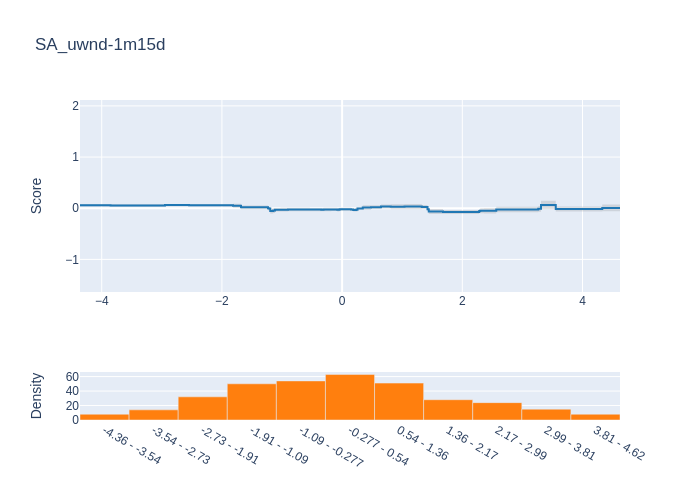 SA_uwnd-1m15d
2
1
0
−1
Score
−4
−2
0
2
4
60
40
20
0
Density
-4.36 - -3.54
-3.54 - -2.73
-2.73 - -1.91
-1.91 - -1.09
-1.09 - -0.277
-0.277 - 0.54
0.54 - 1.36
1.36 - 2.17
2.17 - 2.99
2.99 - 3.81
3.81 - 4.62